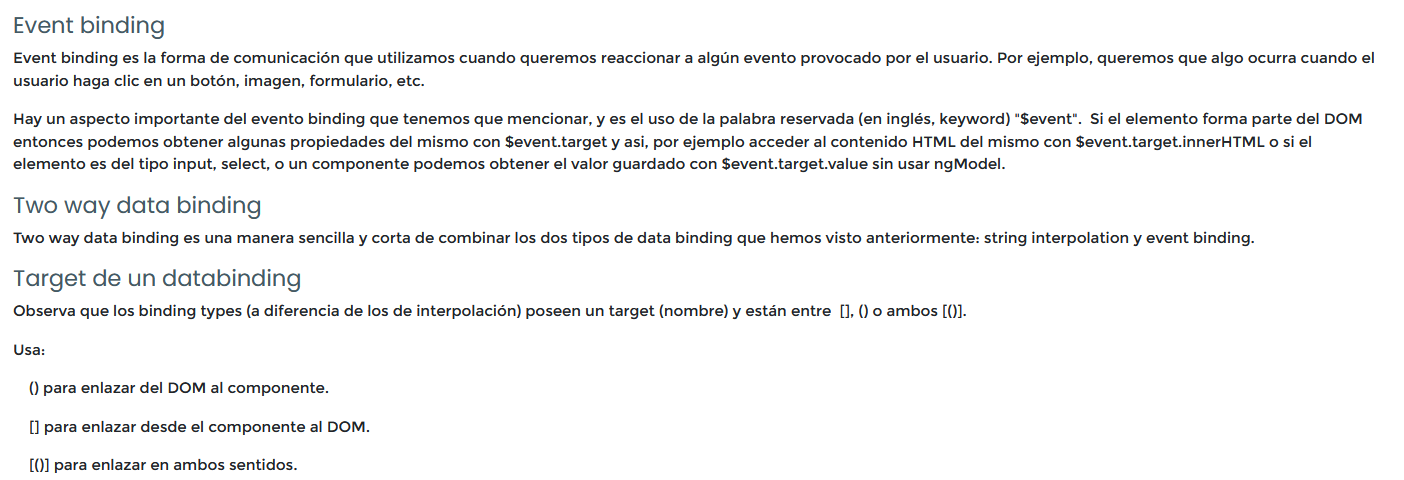 Event binding
Event binding es la forma de comunicación que utilizamos cuando queremos reaccionar a algún evento provocado por el usuario. Por ejemplo, queremos que algo ocurra cuando el
usuario haga clic en un botón, imagen, formulario, etc.
Hay un aspecto importante del evento binding que tenemos que mencionar, y es el uso de la palabra reservada (en inglés, keyword) "$event".  Si el elemento forma parte del DOM
entonces podemos obtener algunas propiedades del mismo con $event.target y asi, por ejemplo acceder al contenido HTML del mismo con $event.target.innerHTML o si el
elemento es del tipo input, select, o un componente podemos obtener el valor guardado con $event.target.value sin usar ngModel.
Two way data binding
Two way data binding es una manera sencilla y corta de combinar los dos tipos de data binding que hemos visto anteriormente: string interpolation y event binding.
Target de un databinding
Observa que los binding types (a diferencia de los de interpolación) poseen un target (nombre) y están entre  [], () o ambos [()].
Usa:
() para enlazar del DOM al componente.
[] para enlazar desde el componente al DOM.
[()] para enlazar en ambos sentidos.